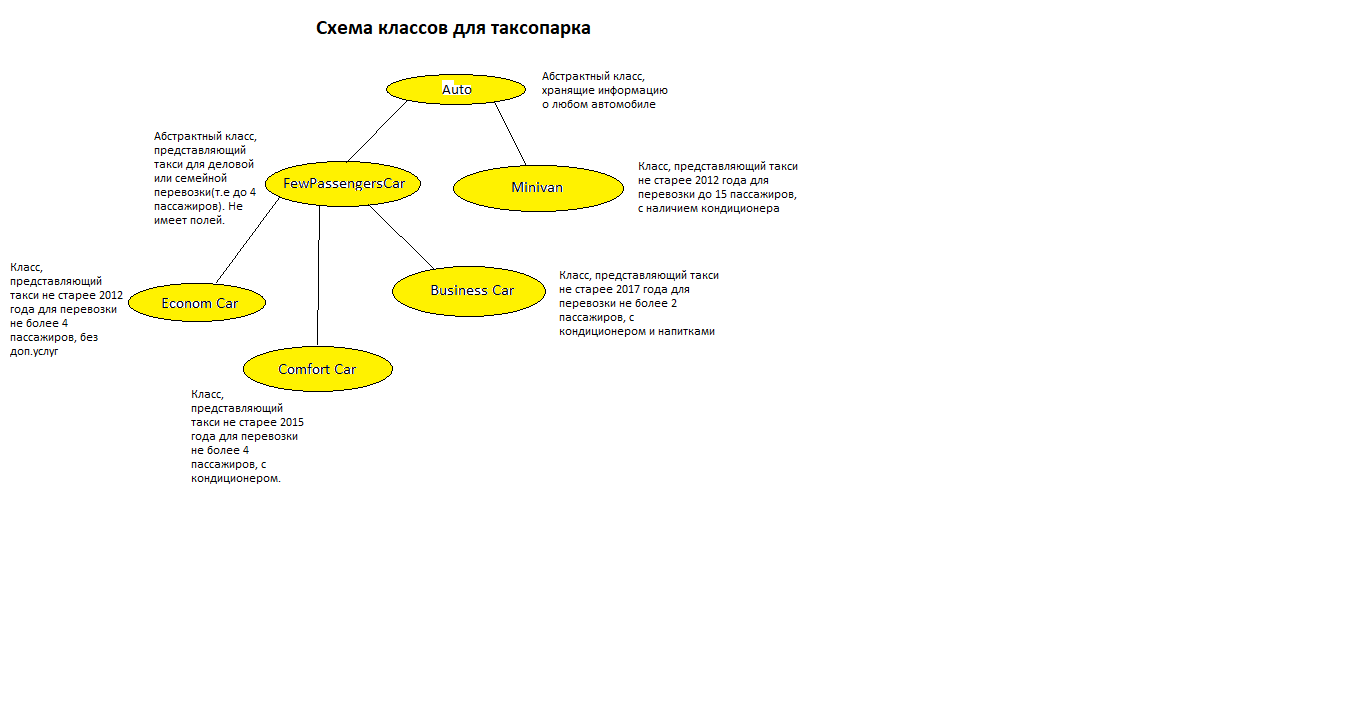 Схема классов для таксопарка
Auto
Абстрактный класс,
хранящие информацию
о любом автомобиле
Абстрактный класс,
представляющий
такси для деловой
или семейной
перевозки(т.е до 4
пассажиров). Не
имеет полей.
FewPassengersCar
Minivan
Класс, представляющий такси
не старее 2012 года для
перевозки до 15 пассажиров,
с наличием кондиционера
Класс,
представляющий
такси не старее 2012
года для перевозки
не более 4
пассажиров, без
доп.услуг
Econom Car
Business Car
Класс, представляющий такси
не старее 2017 года для
перевозки не более 2
пассажиров, с
кондиционером и напитками
Comfort Car
Класс,
представляющий
такси не старее 2015
года для перевозки
не более 4
пассажиров, с
кондиционером.